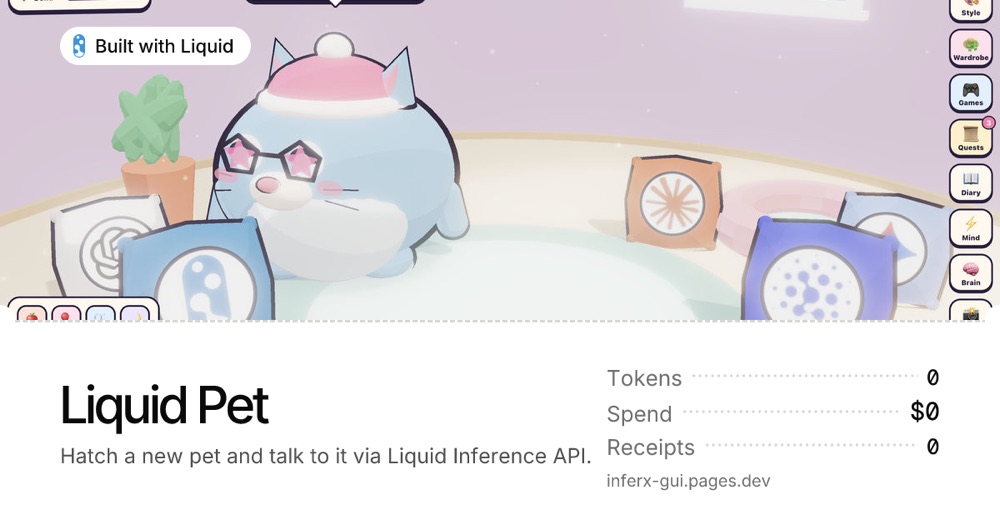 Built with Liquid
Style
Wardrobe
Games
3
Quests
Diary
Mind
Brain
Liquid Pet
Hatch a new pet and talk to it via Liquid Inference API.
Tokens 0
Spend $0
Receipts 0
inferx-gui.pages.dev